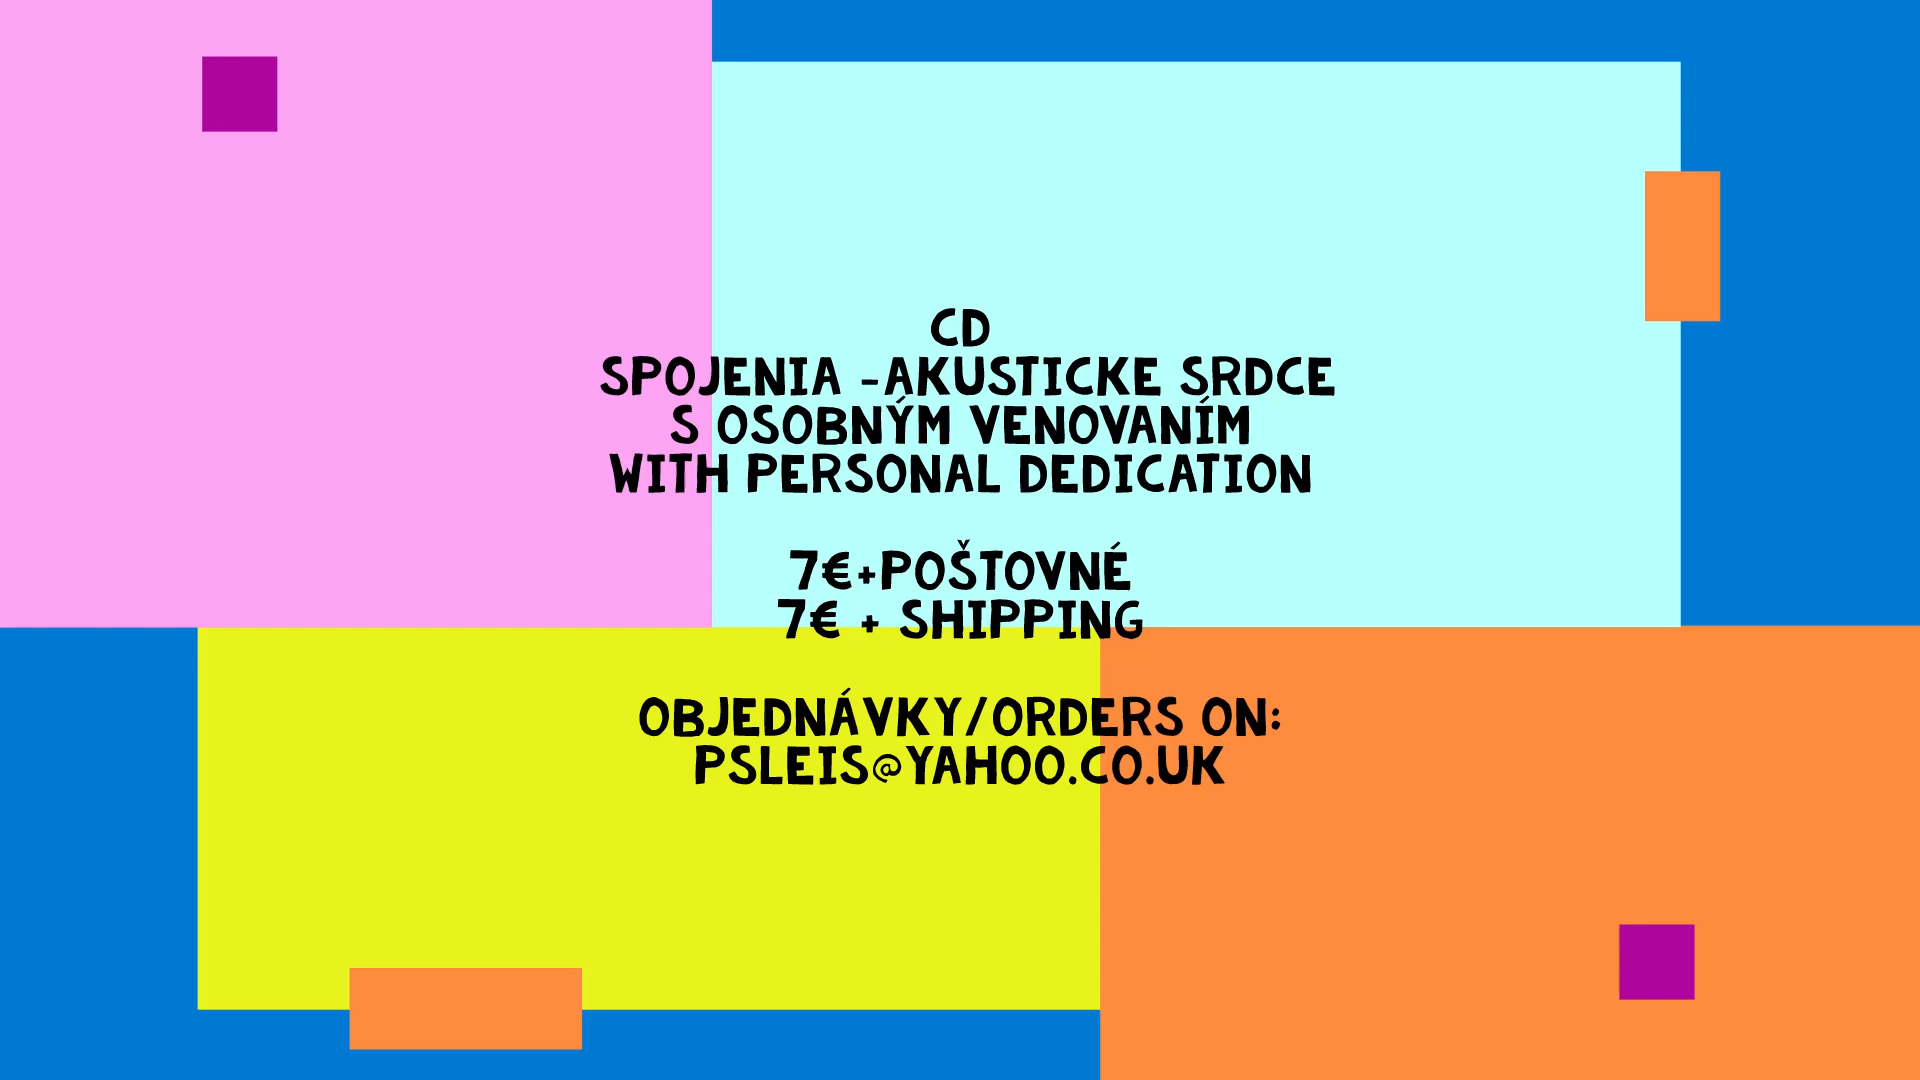 CD
SPOJENIA -AKUSTICKE SRDCE
S OSOBNÝM VENOVANÍM
WITH PERSONAL DEDICATION
7€+POŠTOVNÉ
7€ + SHIPPING
OBJEDNÁVKY/ORDERS ON:
PSLEIS@YAHOO.CO.UK